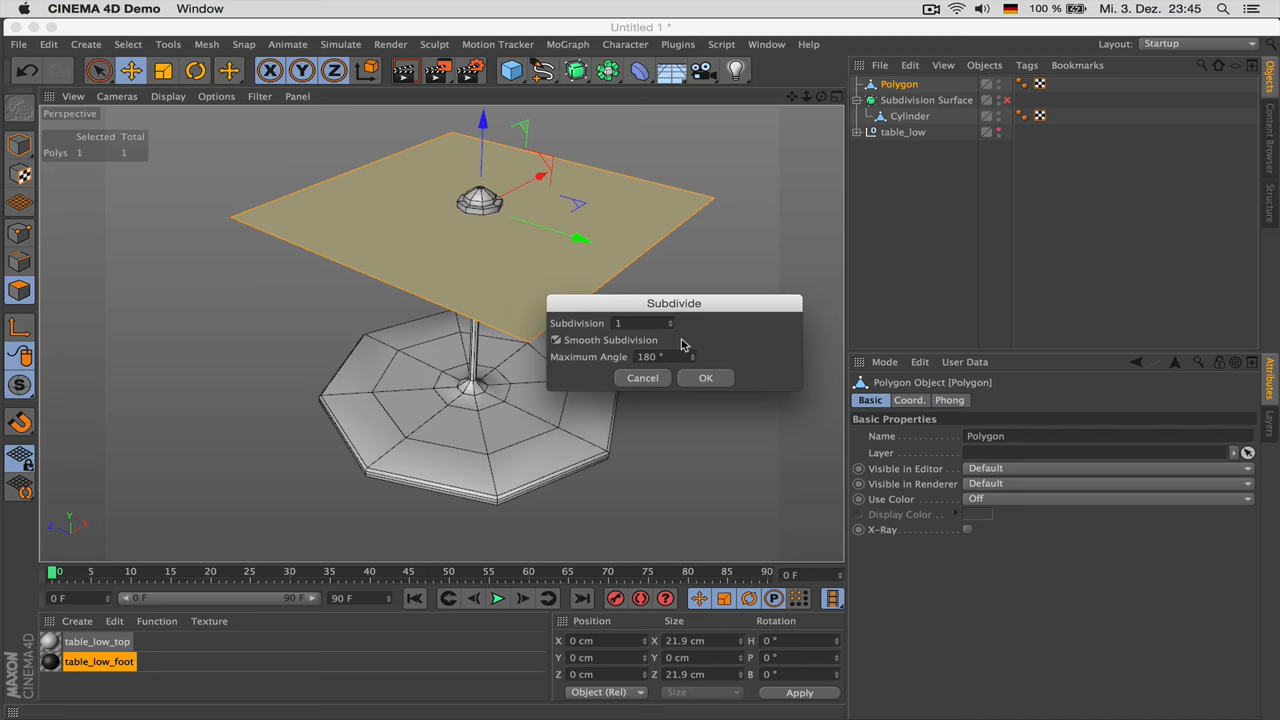 CINEMA 4D Demo Window
100 % Mi. 3. Dez. 23:45
Untitled 1 *
File Edit Create Select Tools Mesh Snap Animate Simulate Render Sculpt Motion Tracker MoGraph Character Plugins Script Window Help
Layout: Startup
X Y Z
View Cameras Display Options Filter Panel
Perspective
Selected Total
Polys 1 1
File Edit View Objects Tags Bookmarks
Polygon
Subdivision Surface
Cylinder
table_low
Objects
Content Browser
Structure
Subdivide
Subdivision 1
Smooth Subdivision
Maximum Angle 180 °
Cancel OK
Y
Z X
Mode Edit User Data
Polygon Object [Polygon]
Basic Coord. Phong
Basic Properties
Name Polygon
Layer
Visible in Editor Default
Visible in Renderer Default
Use Color Off
Display Color
X-Ray
Attributes
Layers
0 5 10 15 20 25 30 35 40 45 50 55 60 65 70 75 80 85 90 0 F
0 F 0 F 90 F 90 F
Create Edit Function Texture
table_low_top
table_low_foot
Position Size Rotation
X 0 cm X 21.9 cm H 0 °
Y 0 cm Y 0 cm P 0 °
Z 0 cm Z 21.9 cm B 0 °
Object (Rel) Size Apply
MAXON
CINEMA 4D